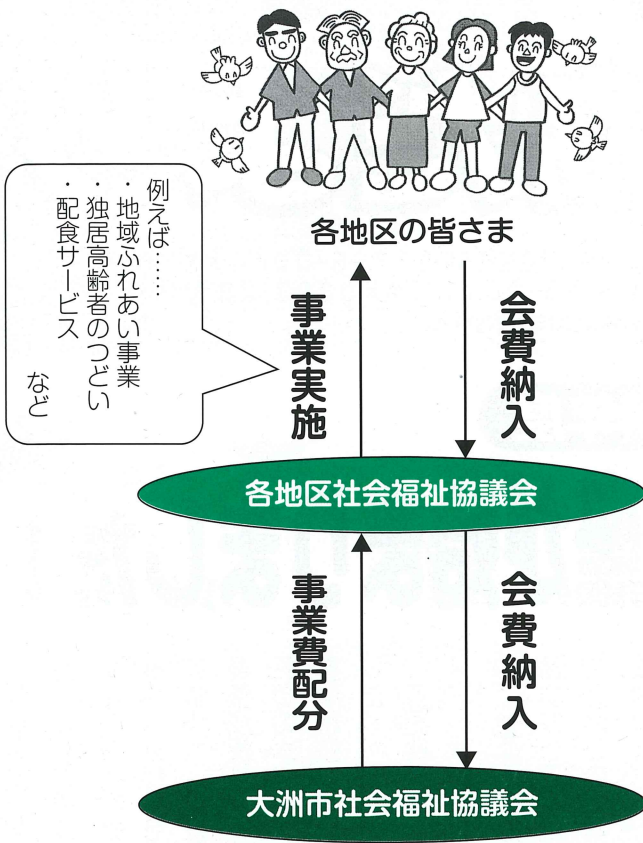 各地区の皆さま
例えば……
・地域ふれあい事業
・独居高齢者のつどい
・配食サービス
など
事業実施
会費納入
各地区社会福祉協議会
事業費配分
会費納入
大洲市社会福祉協議会